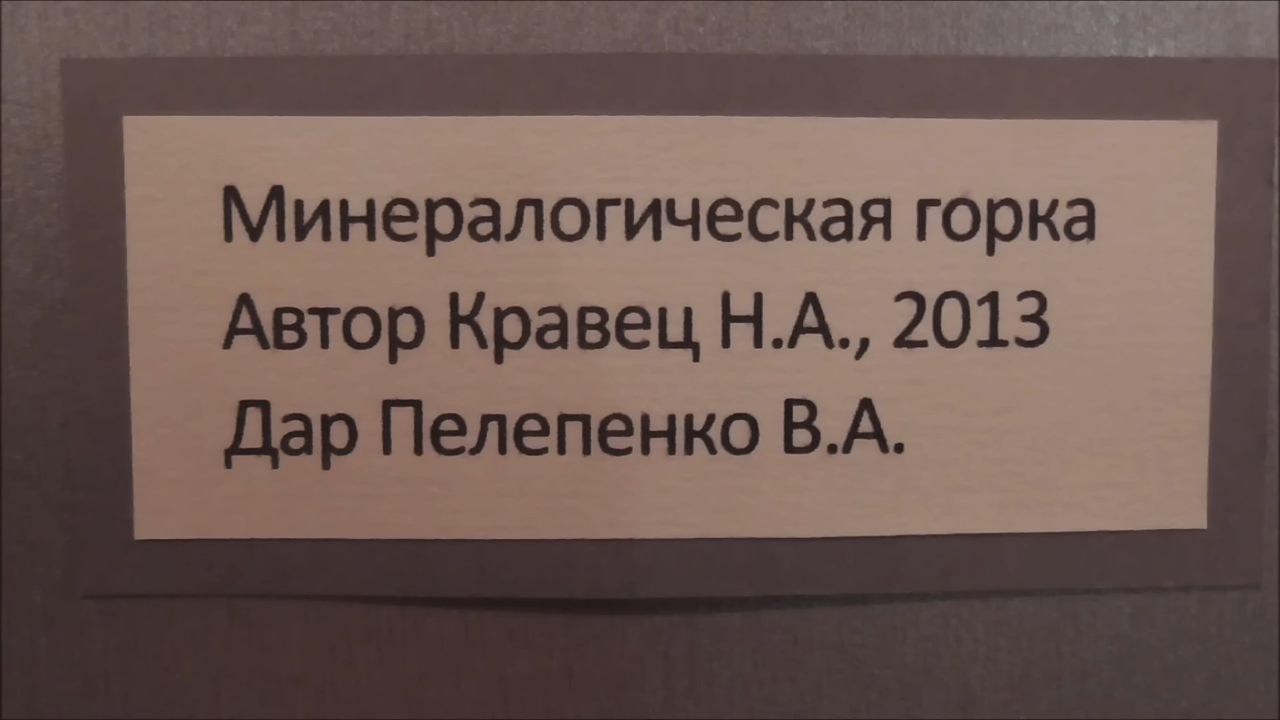 Минералогическая горка
Автор Кравец Н.А., 2013
Дар Пелепенко В.А.